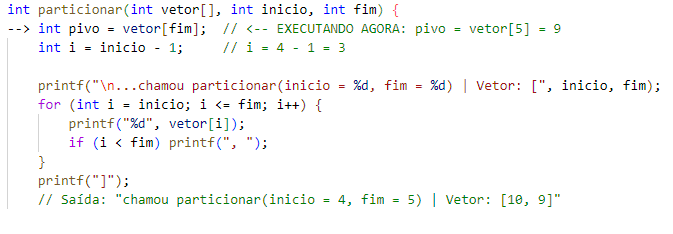 int particionar(int vetor[], int inicio, int fim) {
--> int pivo = vetor[fim];  // <-- EXECUTANDO AGORA: pivo = vetor[5] = 9
    int i = inicio - 1;     // i = 4 - 1 = 3

    printf("\n...chamou particionar(inicio = %d, fim = %d) | Vetor: [", inicio, fim);
    for (int i = inicio; i <= fim; i++) {
        printf("%d", vetor[i]);
        if (i < fim) printf(", ");
    }
    printf("]");
    // Saída: "chamou particionar(inicio = 4, fim = 5) | Vetor: [10, 9]"